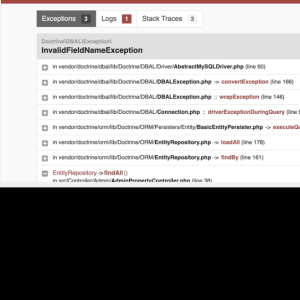 Exceptions 3 Logs 1 Stack Traces 3
Doctrine\DBAL\Exception\
InvalidFieldNameException
in vendor/doctrine/dbal/lib/Doctrine/DBAL/Driver/AbstractMySQLDriver.php (line 60)
in vendor/doctrine/dbal/lib/Doctrine/DBAL/DBALException.php -> convertException (line 166)
in vendor/doctrine/dbal/lib/Doctrine/DBAL/DBALException.php :: wrapException (line 146)
in vendor/doctrine/dbal/lib/Doctrine/DBAL/Connection.php :: driverExceptionDuringQuery (line
in vendor/doctrine/orm/lib/Doctrine/ORM/Persisters/Entity/BasicEntityPersister.php -> executeQu
in vendor/doctrine/orm/lib/Doctrine/ORM/EntityRepository.php -> loadAll (line 178)
in vendor/doctrine/orm/lib/Doctrine/ORM/EntityRepository.php -> findBy (line 161)
EntityRepository->findAll()
in src/Controller/Admin/AdminPropertyController.php (line 38)